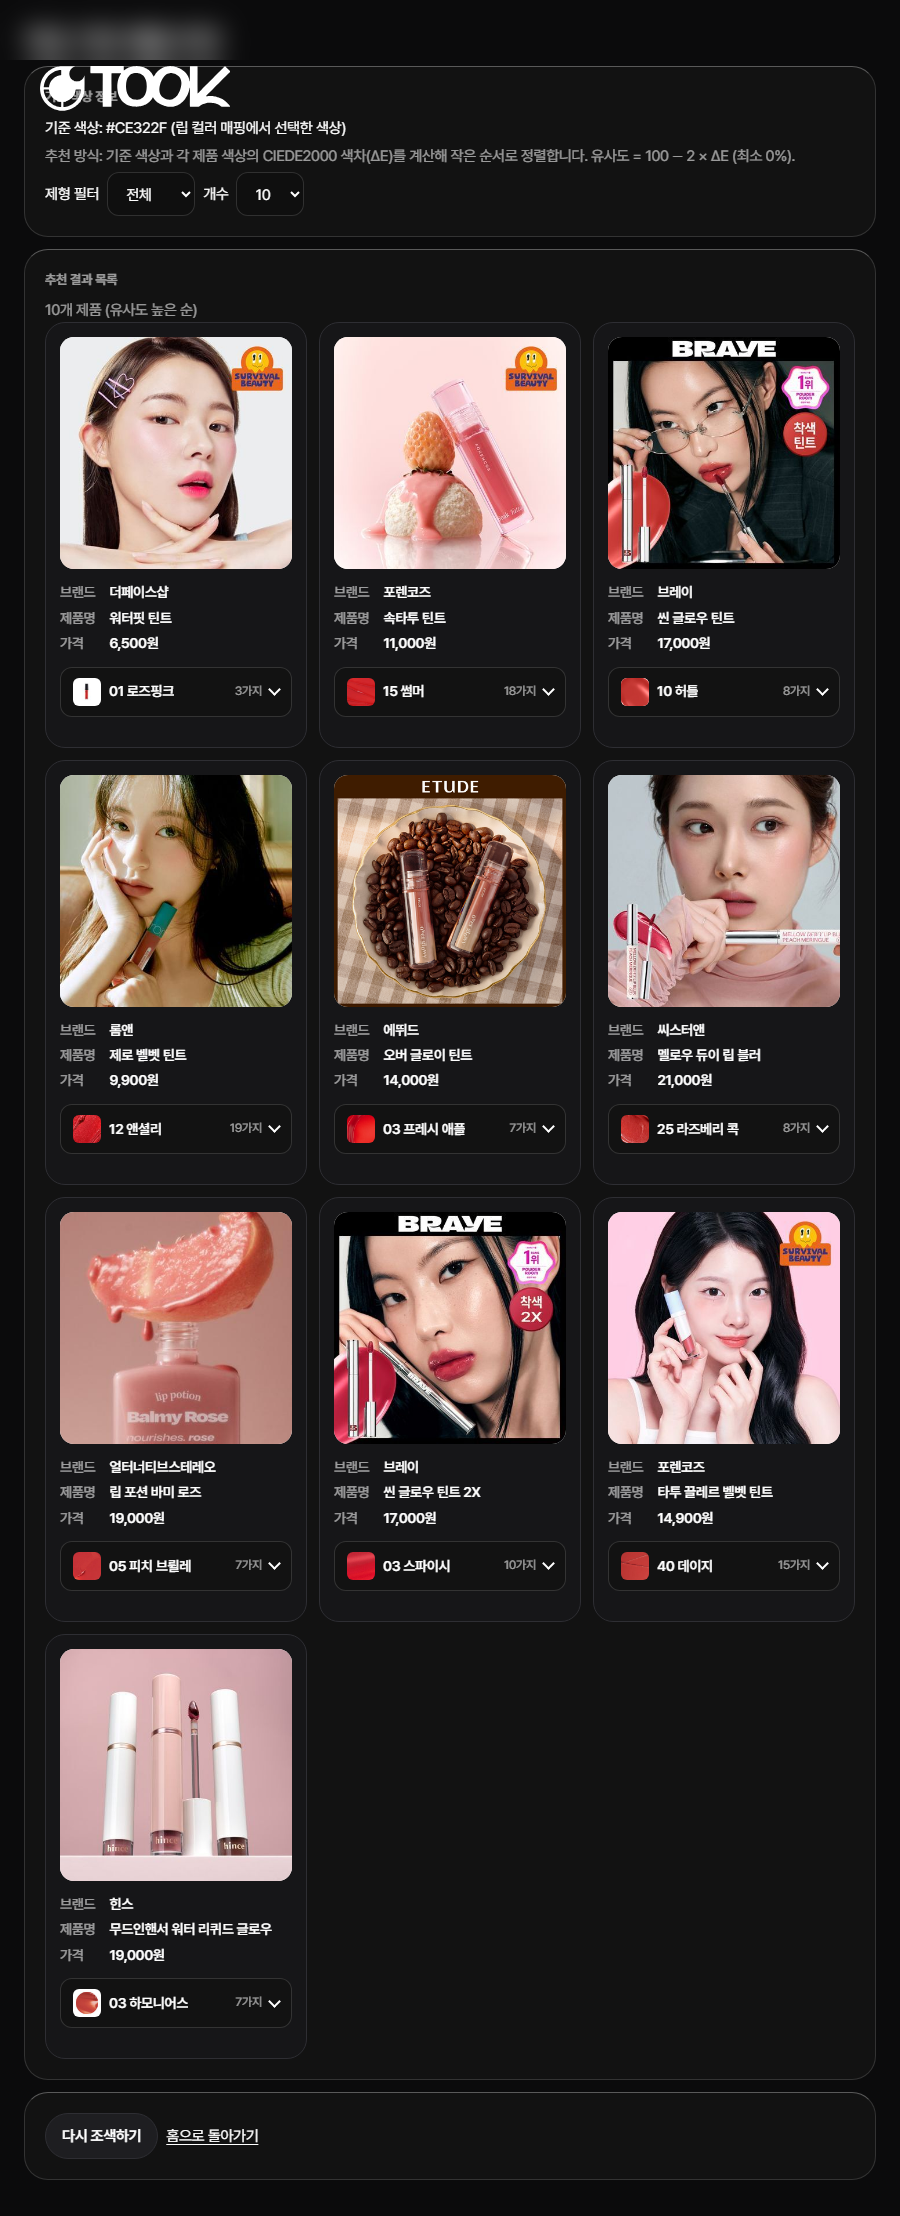 TOOK
기준 색상: #CE322F (립 컬러 매핑에서 선택한 색상)
추천 방식: 기준 색상과 각 제품 색상의 CIEDE2000 색차(ΔE)를 계산해 작은 순서로 정렬합니다. 유사도 = 100 − 2 × ΔE (최소 0%).
제형 필터 전체 개수 10
추천 결과 목록
10개 제품 (유사도 높은 순)
SURVIVAL
BEAUTY
브랜드 더페이스샵
제품명 워터핏 틴트
가격 6,500원
01 로즈핑크 3가지
SURVIVAL
BEAUTY
브랜드 포렌코즈
제품명 속타투 틴트
가격 11,000원
15 썸머 18가지
BRAYE
1위
POWDER
ROOM
착색
틴트
브랜드 브레이
제품명 씬 글로우 틴트
가격 17,000원
10 허틀 8가지
브랜드 롬앤
제품명 제로 벨벳 틴트
가격 9,900원
12 앤셜리 19가지
ETUDE
브랜드 에뛰드
제품명 오버 글로이 틴트
가격 14,000원
03 프레시 애플 7가지
PEACH MERINGUE
브랜드 씨스터앤
제품명 멜로우 듀이 립 블러
가격 21,000원
25 라즈베리 콕 8가지
lip potion
Balmy Rose
nourishes. rose
브랜드 얼터너티브스테레오
제품명 립 포션 바미 로즈
가격 19,000원
05 피치 브륄레 7가지
BRAYE
1위
POWDER
ROOM
착색
2X
BRAYE
브랜드 브레이
제품명 씬 글로우 틴트 2X
가격 17,000원
03 스파이시 10가지
SURVIVAL
BEAUTY
브랜드 포렌코즈
제품명 타투 끌레르 벨벳 틴트
가격 14,900원
40 데이지 15가지
hince
hince
hince
브랜드 힌스
제품명 무드인핸서 워터 리퀴드 글로우
가격 19,000원
03 하모니어스 7가지
다시 조색하기 홈으로 돌아가기